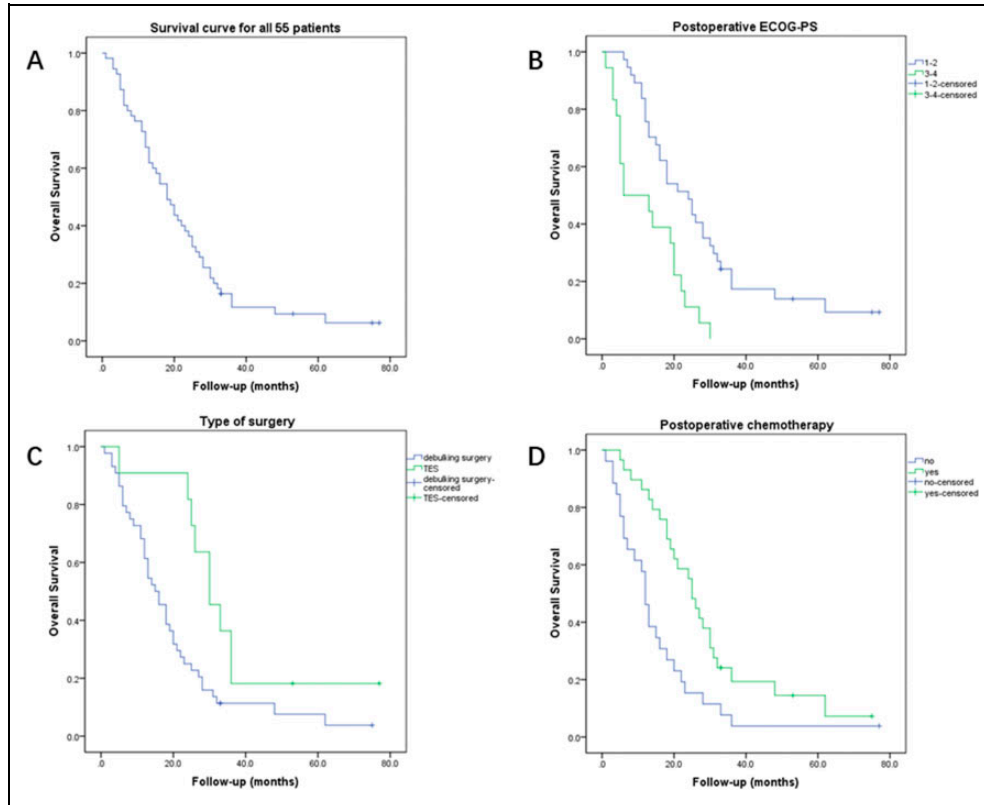 A
Survival curve for all 55 patients
Overall Survival
1.0
0.8
0.6
0.4
0.2
0.0
.0 20.0 40.0 60.0 80.0
Follow-up (months)
B
Postoperative ECOG-PS
Overall Survival
1.0
0.8
0.6
0.4
0.2
0.0
.0 20.0 40.0 60.0 80.0
Follow-up (months)
1-2
3-4
1-2-censored
3-4-censored
C
Type of surgery
Overall Survival
1.0
0.8
0.6
0.4
0.2
0.0
.0 20.0 40.0 60.0 80.0
Follow-up (months)
debulking surgery
TES
debulking surgery-
censored
TES-censored
D
Postoperative chemotherapy
Overall Survival
1.0
0.8
0.6
0.4
0.2
0.0
.0 20.0 40.0 60.0 80.0
Follow-up (months)
no
yes
no-censored
yes-censored